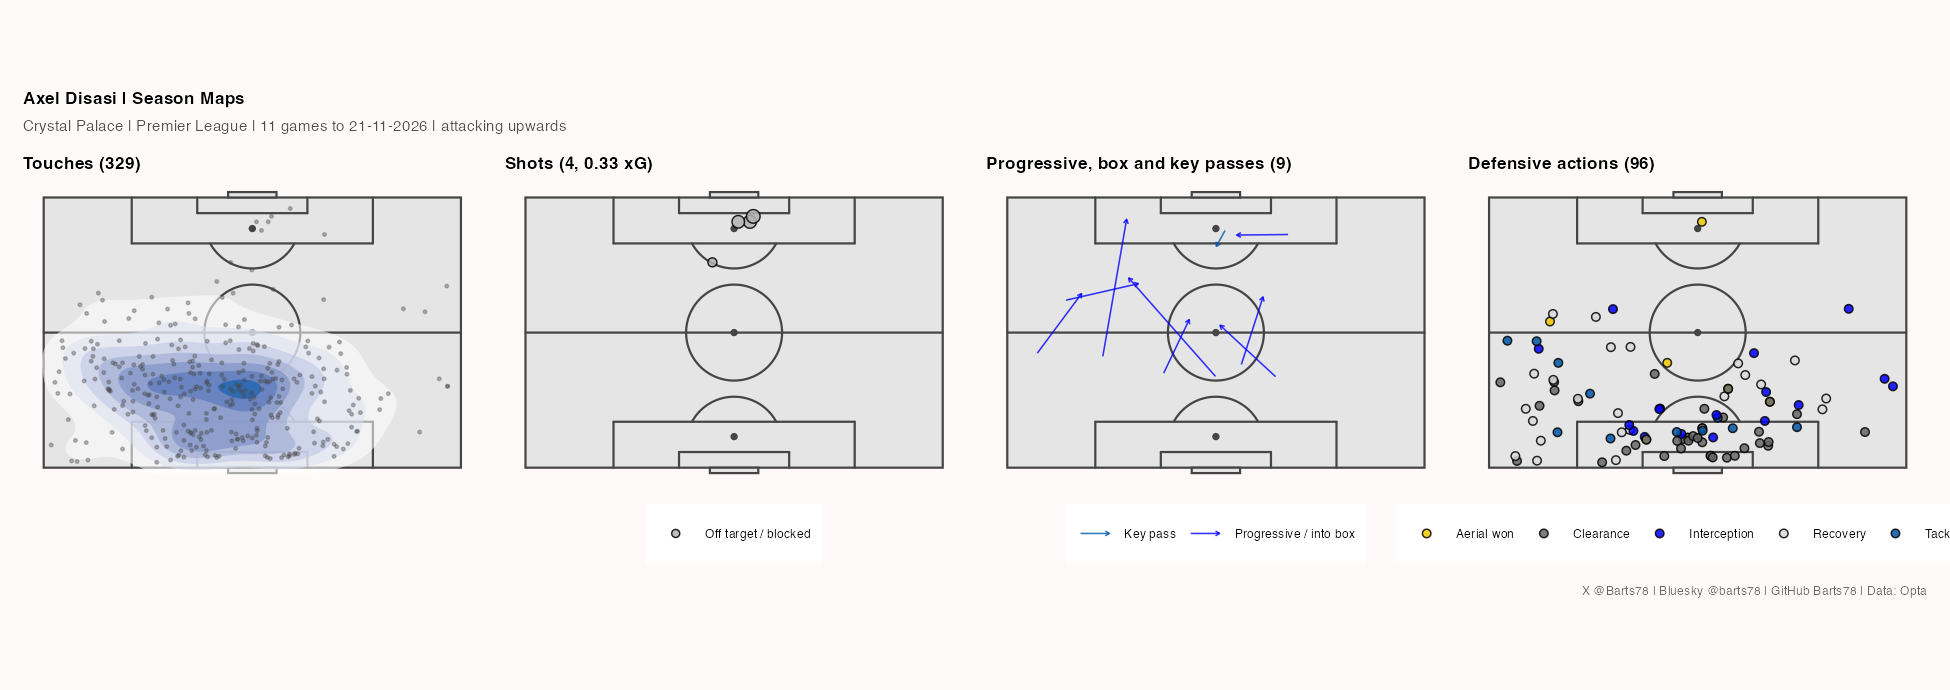 Axel Disasi | Season Maps
Crystal Palace | Premier League | 11 games to 21-11-2026 | attacking upwards
Touches (329)
Shots (4, 0.33 xG)
Progressive, box and key passes (9)
Defensive actions (96)
Off target / blocked
Key pass
Progressive / into box
Aerial won
Clearance
Interception
Recovery
Tack
X @Barts78 | Bluesky @barts78 | GitHub Barts78 | Data: Opta